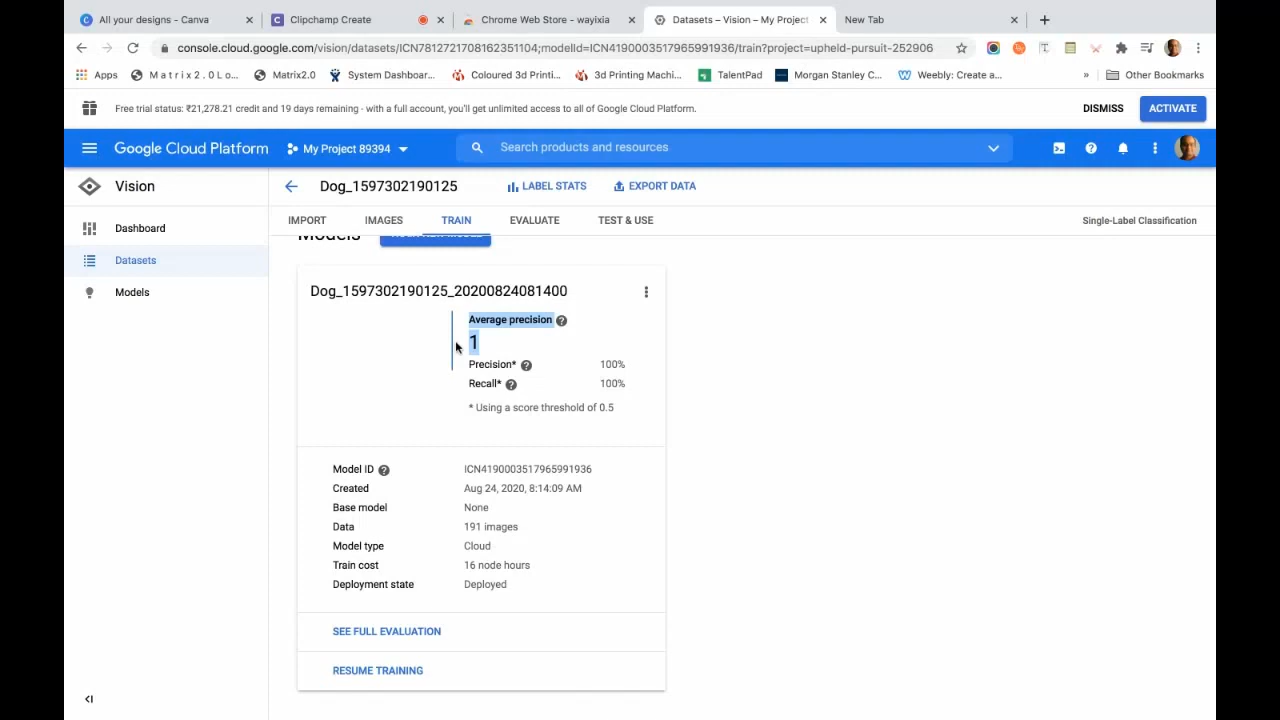 All your designs - Canva
Clipchamp Create
Chrome Web Store - wayixia
Datasets – Vision – My Project
New Tab
console.cloud.google.com/vision/datasets/ICN7812721708162351104;modelId=ICN4190003517965991936/train?project=upheld-pursuit-252906
Apps
M a t r i x 2 . 0 L o...
Matrix2.0
System Dashboar...
Coloured 3d Printi...
3d Printing Machi...
TalentPad
Morgan Stanley C...
Weebly: Create a...
»
Other Bookmarks
Free trial status: ₹21,278.21 credit and 19 days remaining - with a full account, you'll get unlimited access to all of Google Cloud Platform.
DISMISS
ACTIVATE
Google Cloud Platform
My Project 89394
Search products and resources
Vision
Dog_1597302190125
LABEL STATS
EXPORT DATA
Dashboard
Datasets
Models
IMPORT
IMAGES
TRAIN
EVALUATE
TEST & USE
Single-Label Classification
Models
Dog_1597302190125_20200824081400
Average precision
1
Precision* 100%
Recall* 100%
* Using a score threshold of 0.5
Model ID ICN4190003517965991936
Created Aug 24, 2020, 8:14:09 AM
Base model None
Data 191 images
Model type Cloud
Train cost 16 node hours
Deployment state Deployed
SEE FULL EVALUATION
RESUME TRAINING